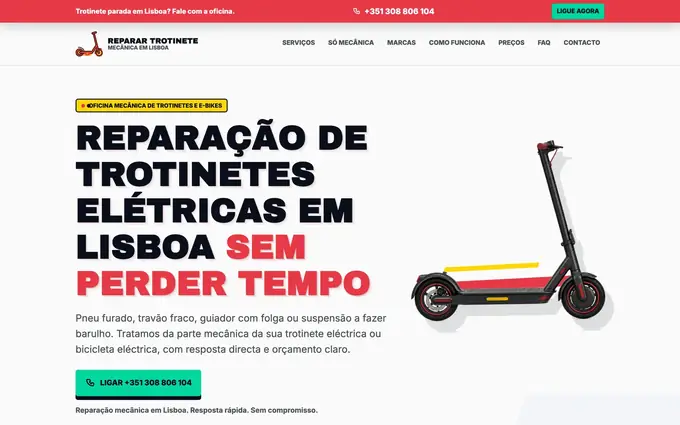 Trotinete parada em Lisboa? Fale com a oficina.
+351 308 806 104
LIGUE AGORA
REPARAR TROTINETE
MECÂNICA EM LISBOA
SERVIÇOS
SÓ MECÂNICA
MARCAS
COMO FUNCIONA
PREÇOS
FAQ
CONTACTO
OFICINA MECÂNICA DE TROTINETES E E-BIKES
REPARAÇÃO DE
TROTINETES
ELÉTRICAS EM
LISBOA SEM
PERDER TEMPO
Pneu furado, travão fraco, guiador com folga ou suspensão a fazer
barulho. Tratamos da parte mecânica da sua trotinete eléctrica ou
bicicleta eléctrica, com resposta directa e orçamento claro.
LIGAR +351 308 806 104
Reparação mecânica em Lisboa. Resposta rápida. Sem compromisso.